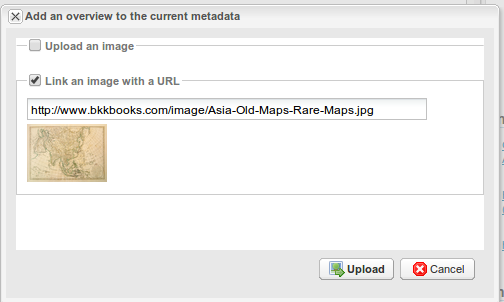 Add an overview to the current metadata
Upload an image
Link an image with a URL
http://www.bkkbooks.com/image/Asia-Old-Maps-Rare-Maps.jpg
Upload
Cancel